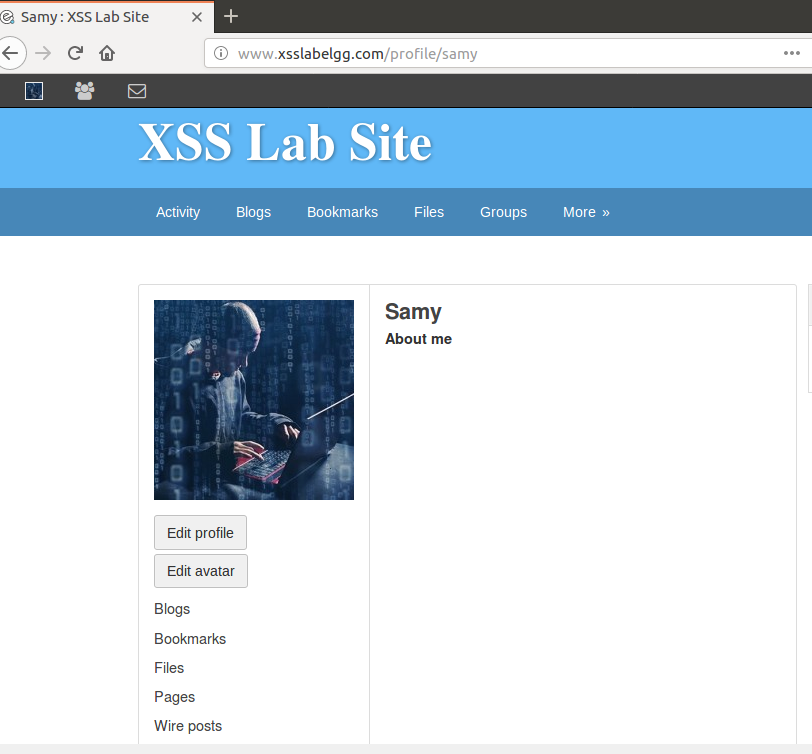 Samy : XSS Lab Site
www.xsslabelgg.com/profile/samy
XSS Lab Site
Activity Blogs Bookmarks Files Groups More »
Samy
About me
Edit profile
Edit avatar
Blogs
Bookmarks
Files
Pages
Wire posts